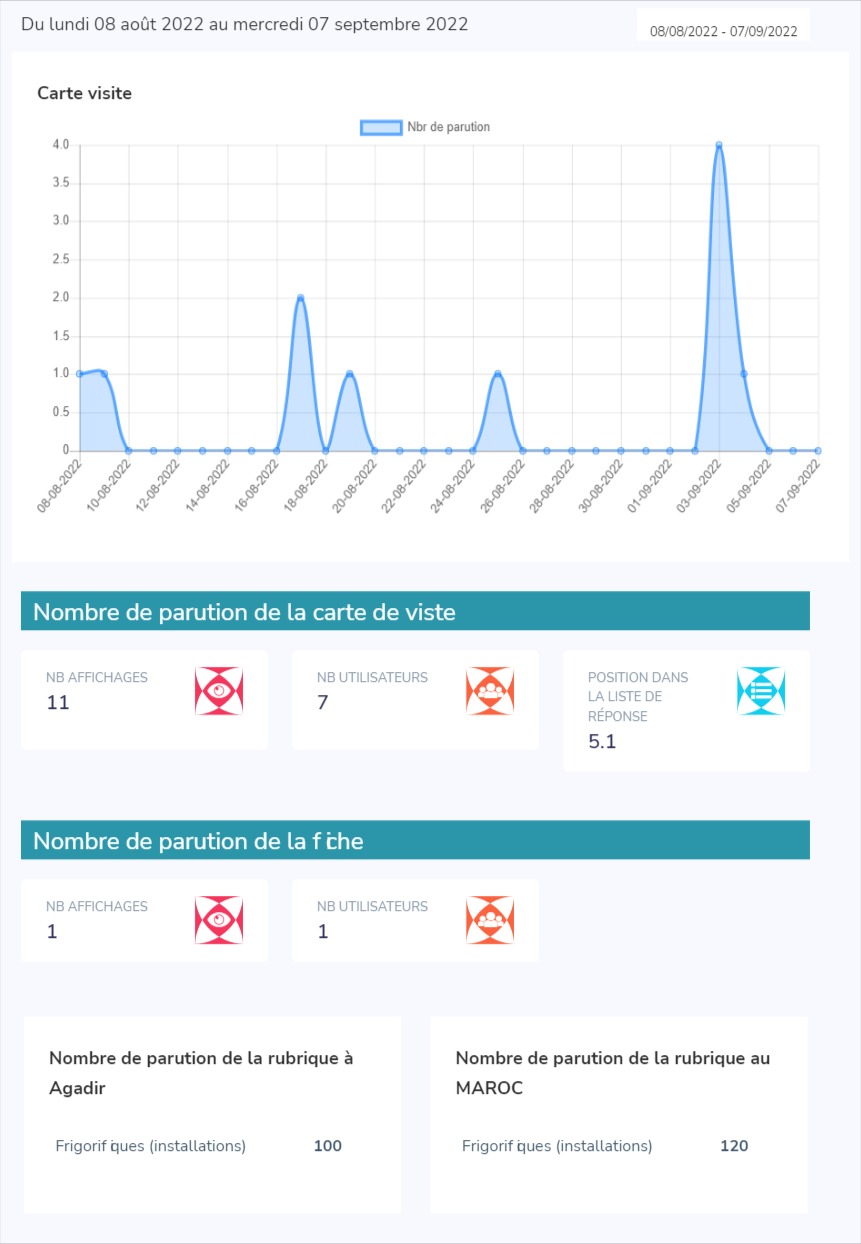 Du lundi 08 août 2022 au mercredi 07 septembre 2022
08/08/2022 - 07/09/2022
Carte visite
Nbr de parution
4.0
3.5
3.0
2.5
2.0
1.5
1.0
0.5
0
08-08-2022
10-08-2022
12-08-2022
14-08-2022
16-08-2022
18-08-2022
20-08-2022
22-08-2022
24-08-2022
26-08-2022
28-08-2022
30-08-2022
01-09-2022
03-09-2022
05-09-2022
07-09-2022
Nombre de parution de la carte de viste
NB AFFICHAGES
11
NB UTILISATEURS
7
POSITION DANS
LA LISTE DE
RÉPONSE
5.1
Nombre de parution de la fiche
NB AFFICHAGES
1
NB UTILISATEURS
1
Nombre de parution de la rubrique à
Agadir
Frigorifiques (installations) 100
Nombre de parution de la rubrique au
MAROC
Frigorifiques (installations) 120